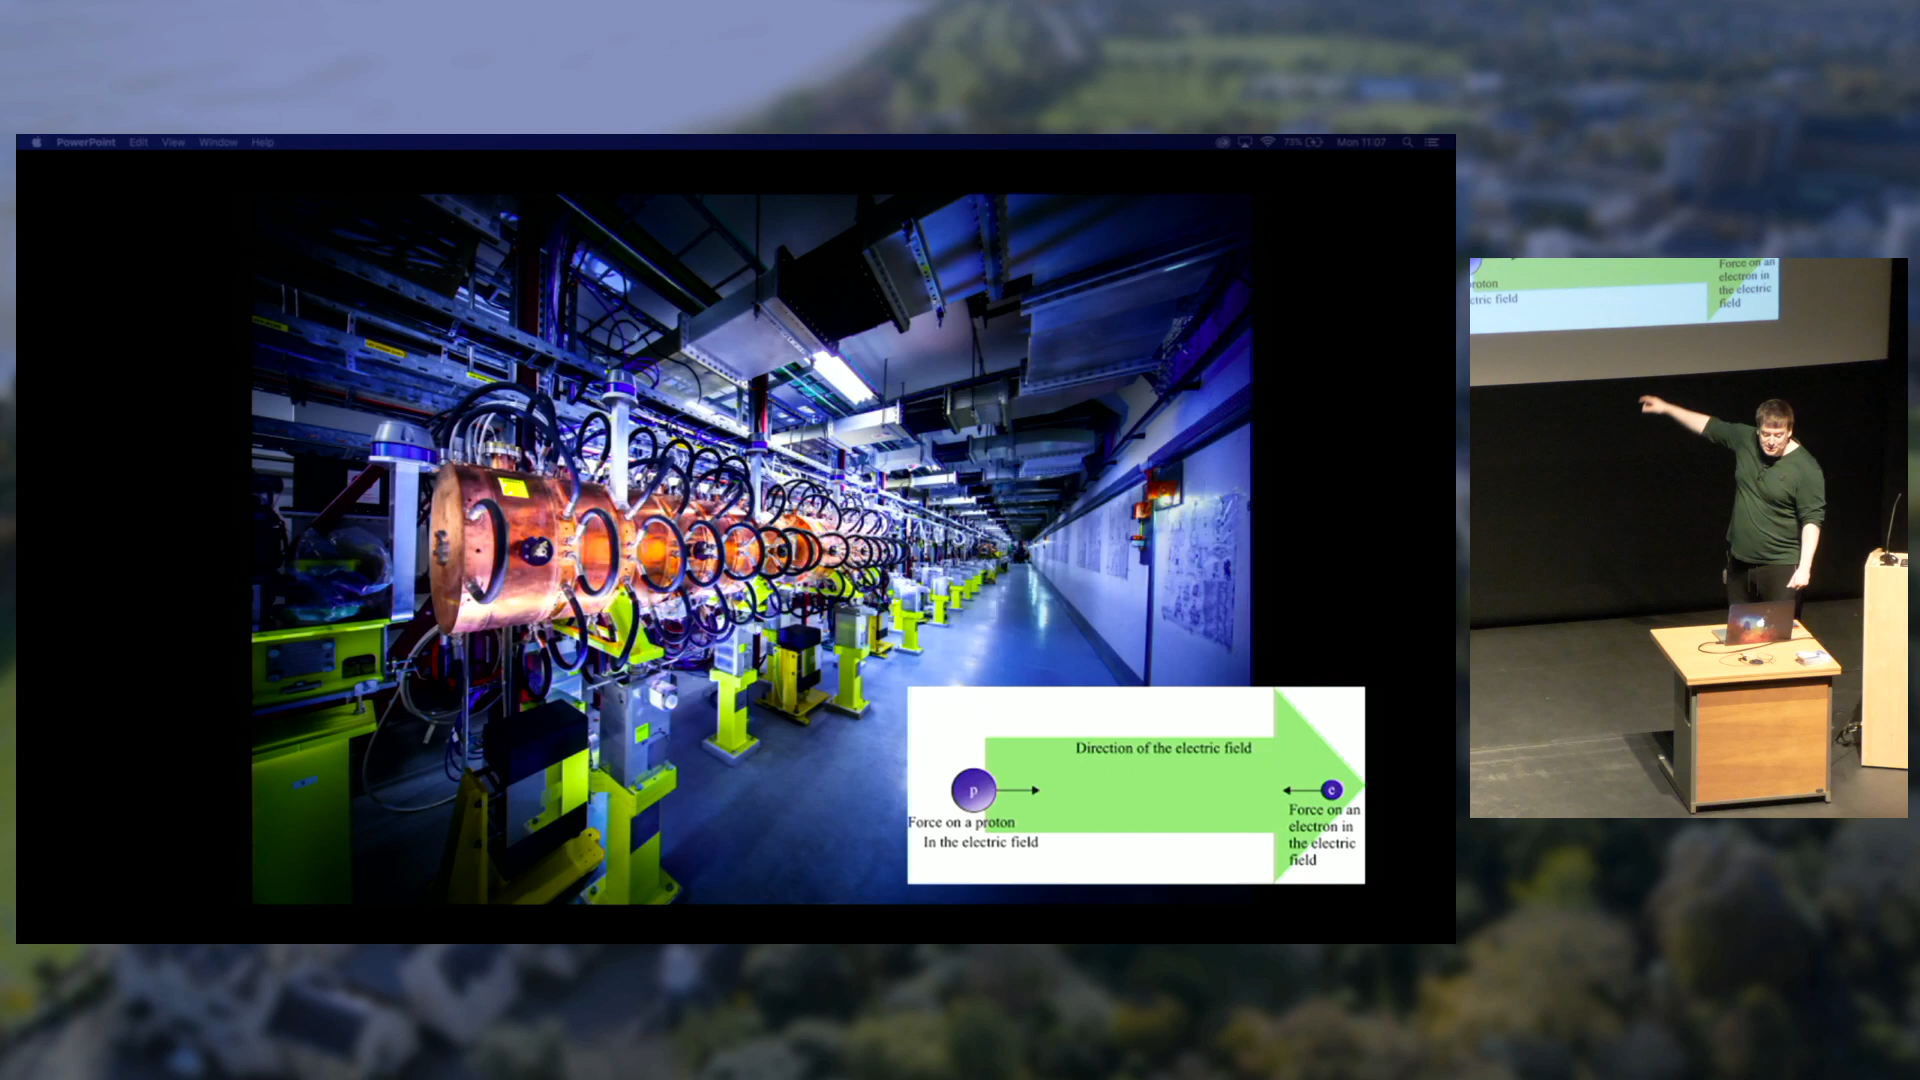 PowerPoint Edit View Window Help
73% Mon 11:07
Direction of the electric field
p
e
Force on a proton
In the electric field
Force on an
electron in
the electric
field
roton
ctric field
Force on an
electron in
the electric
field